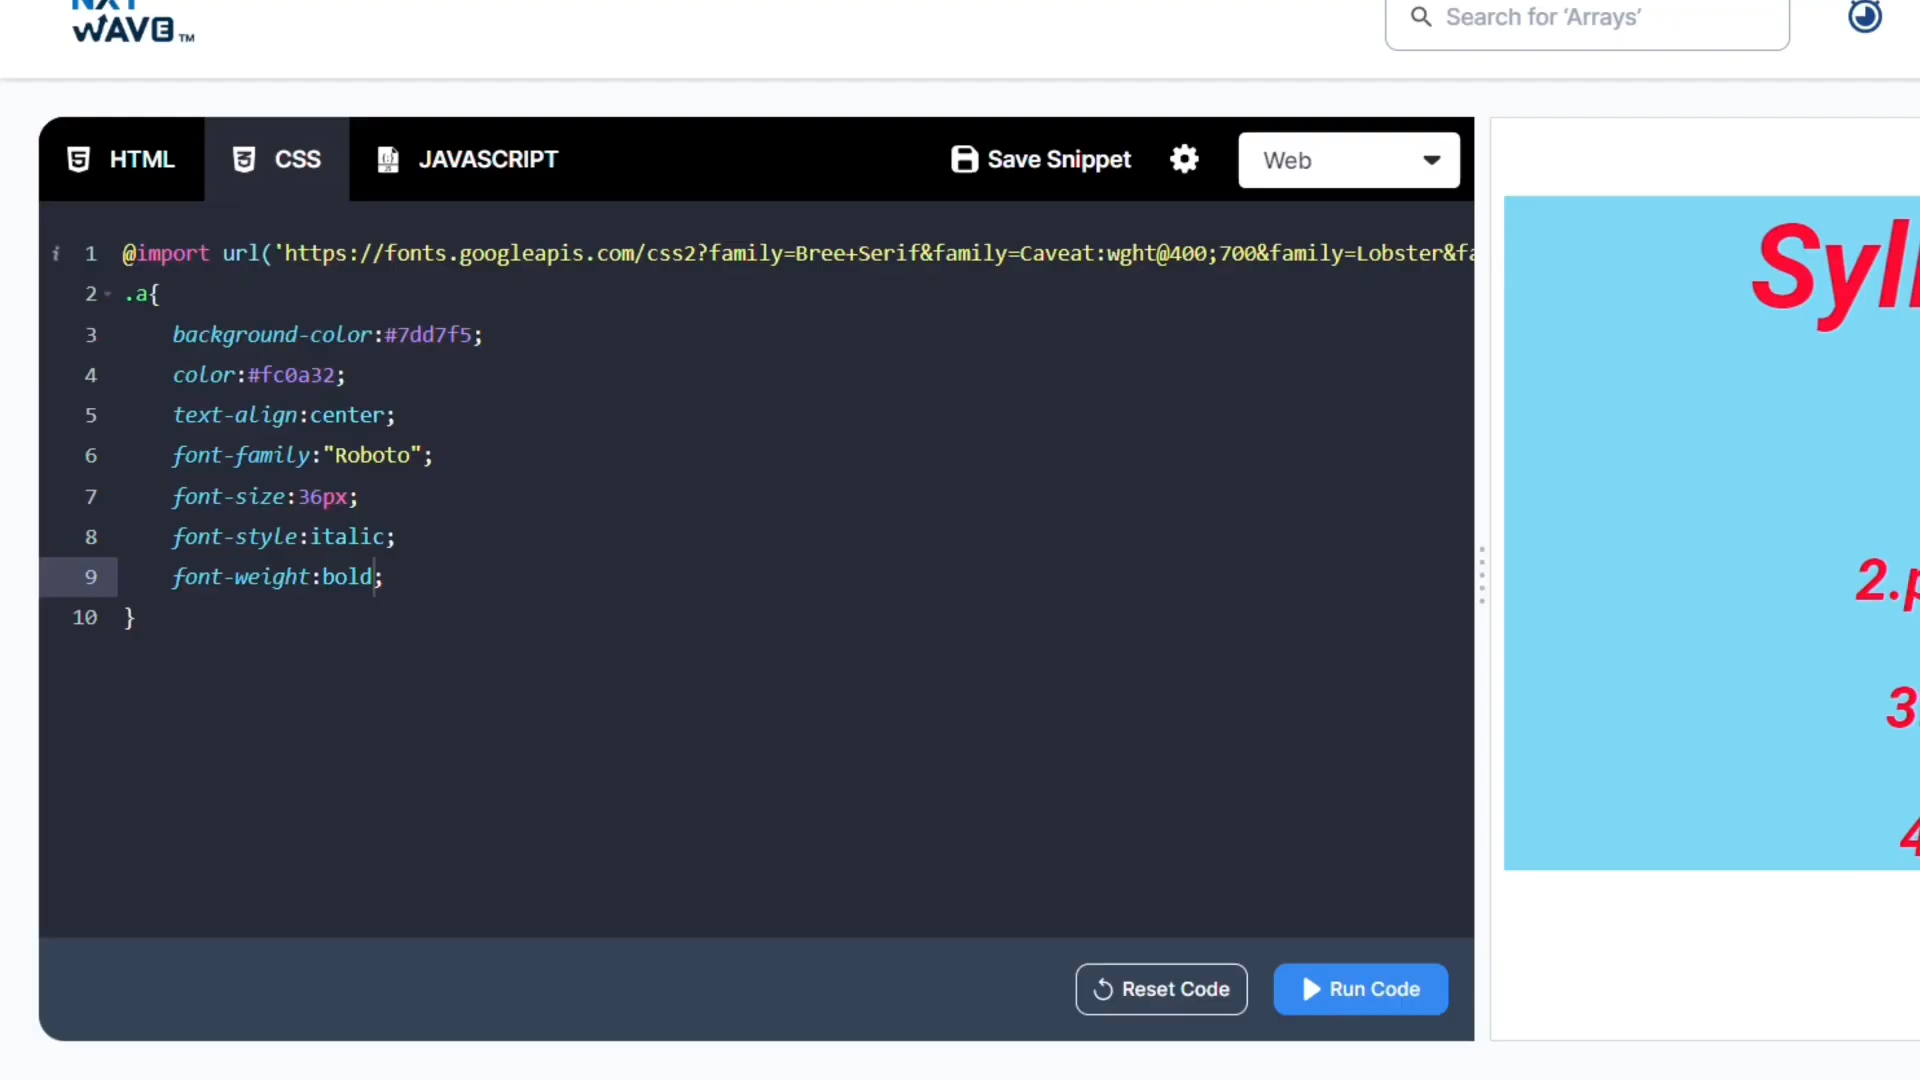 NXT
WAVE™
Search for ‘Arrays’
HTML
CSS
JAVASCRIPT
Save Snippet
Web
1 @import url('https://fonts.googleapis.com/css2?family=Bree+Serif&family=Caveat:wght@400;700&family=Lobster&fa
2 .a{
3 background-color:#7dd7f5;
4 color:#fc0a32;
5 text-align:center;
6 font-family:"Roboto";
7 font-size:36px;
8 font-style:italic;
9 font-weight:bold;
10 }
Reset Code
Run Code
Syl
2.p
3
4